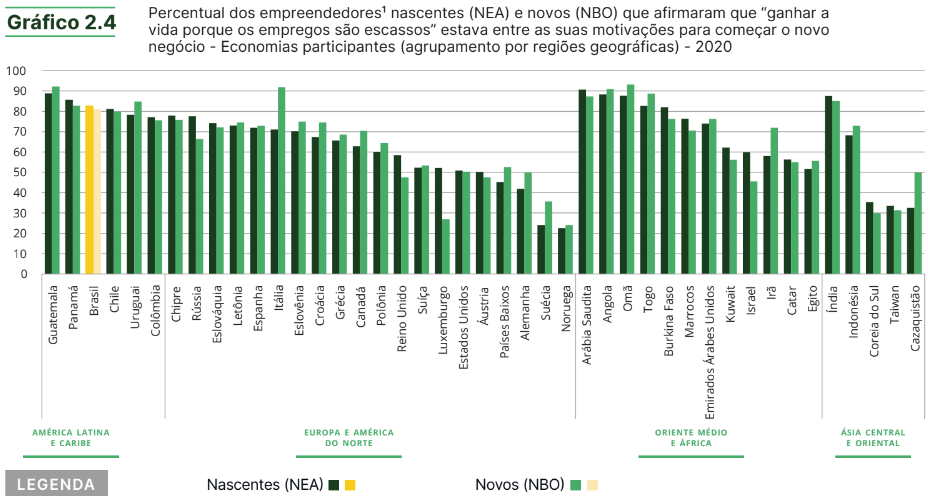 Gráfico 2.4
Percentual dos empreendedores¹ nascentes (NEA) e novos (NBO) que afirmaram que “ganhar a
vida porque os empregos são escassos” estava entre as suas motivações para começar o novo
negócio - Economias participantes (agrupamento por regiões geográficas) - 2020
100
90
80
70
60
50
40
30
20
10
0
Guatemala
Panamá
Brasil
Chile
Uruguai
Colômbia
Chipre
Rússia
Eslováquia
Letônia
Espanha
Itália
Eslovênia
Croácia
Grécia
Canadá
Polônia
Reino Unido
Suíça
Luxemburgo
Estados Unidos
Áustria
Países Baixos
Alemanha
Suécia
Noruega
Arábia Saudita
Angola
Omã
Togo
Burkina Faso
Marrocos
Emirados Árabes Unidos
Kuwait
Israel
Irã
Catar
Egito
Índia
Indonésia
Coreia do Sul
Taiwan
Cazaquistão
AMÉRICA LATINA
E CARIBE
EUROPA E AMÉRICA
DO NORTE
ORIENTE MÉDIO
E ÁFRICA
ÁSIA CENTRAL
E ORIENTAL
LEGENDA
Nascentes (NEA)
Novos (NBO)